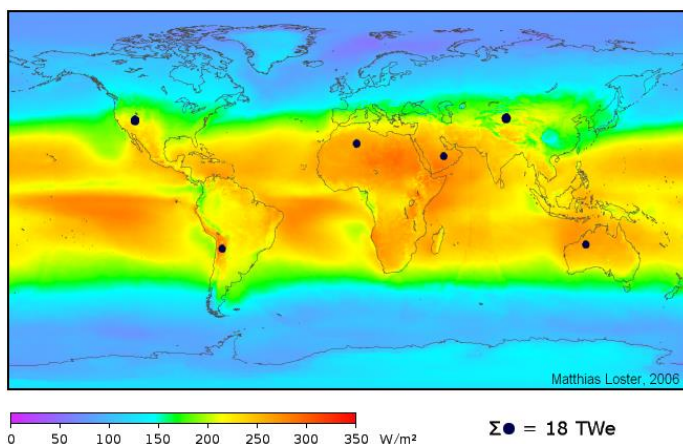 Matthias Loster, 2006
0 50 100 150 200 250 300 350 W/m²
Σ● = 18 TWe